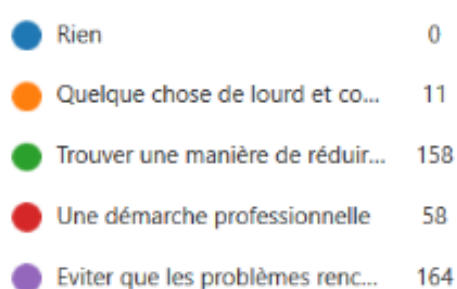 Rien 0
Quelque chose de lourd et co... 11
Trouver une manière de réduir... 158
Une démarche professionnelle 58
Eviter que les problèmes renc... 164